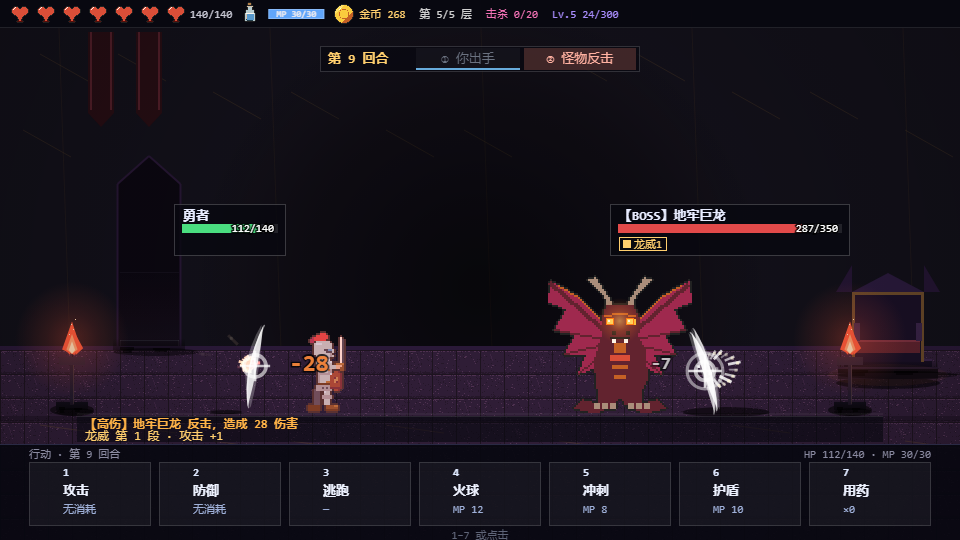 140/140 MP 30/30 金币 268 第 5/5 层 击杀 0/20 Lv.5 24/300
第 9 回合 ① 你出手 ② 怪物反击
勇者
112/140
【BOSS】地牢巨龙
287/350
龙威1
-28
-7
【高伤】地牢巨龙 反击, 造成 28 伤害
龙威 第 1 段 · 攻击 +1
行动 · 第 9 回合
HP 112/140 · MP 30/30
1
攻击
无消耗
2
防御
无消耗
3
逃跑
—
4
火球
MP 12
5
冲刺
MP 8
6
护盾
MP 10
7
用药
×0
1-7 或点击